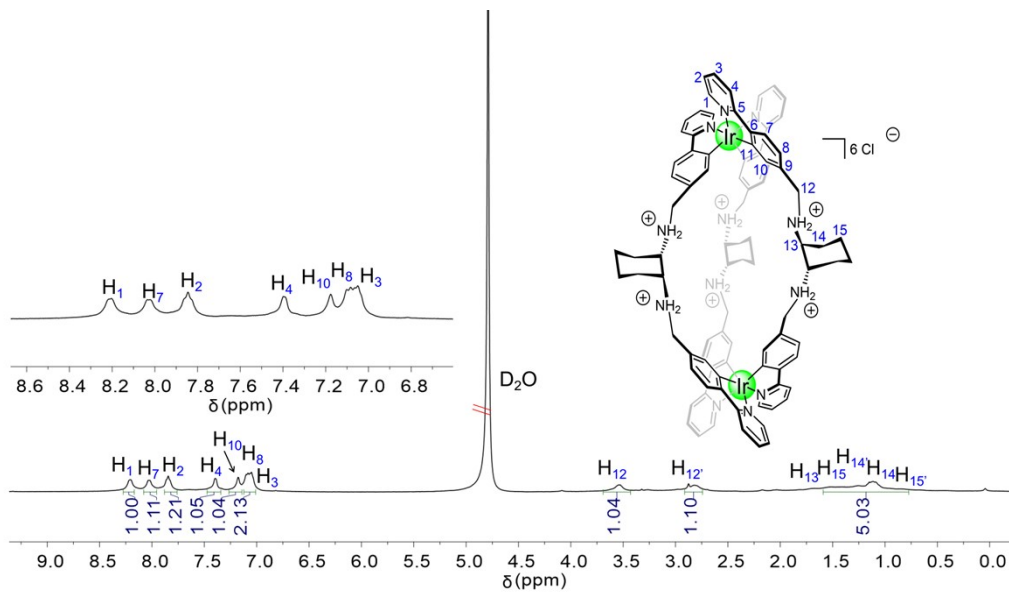 H1 H7 H2 H4 H10 H8 H3
8.6 8.4 8.2 8.0 7.8 7.6 7.4 7.2 7.0 6.8
δ (ppm)
3
2 4
1 5
N N N
6 7
Ir
11 8
10 9
12
] 6 Cl ⊖
⊕ NH2 ⊕ NH2 NH2 ⊕
13 14 15
⊕ NH2 ⊕ NH2 NH2 ⊕
Ir
N N N
D2O
H1 H7 H2 H4 H10 H8 H3 H12 H12' H13 H15 H14' H14 H15'
1.00 1.11 1.21 1.05 1.04 2.13 1.04 1.10 5.03
9.0 8.5 8.0 7.5 7.0 6.5 6.0 5.5 5.0 4.5 4.0 3.5 3.0 2.5 2.0 1.5 1.0 0.5 0.0
δ (ppm)